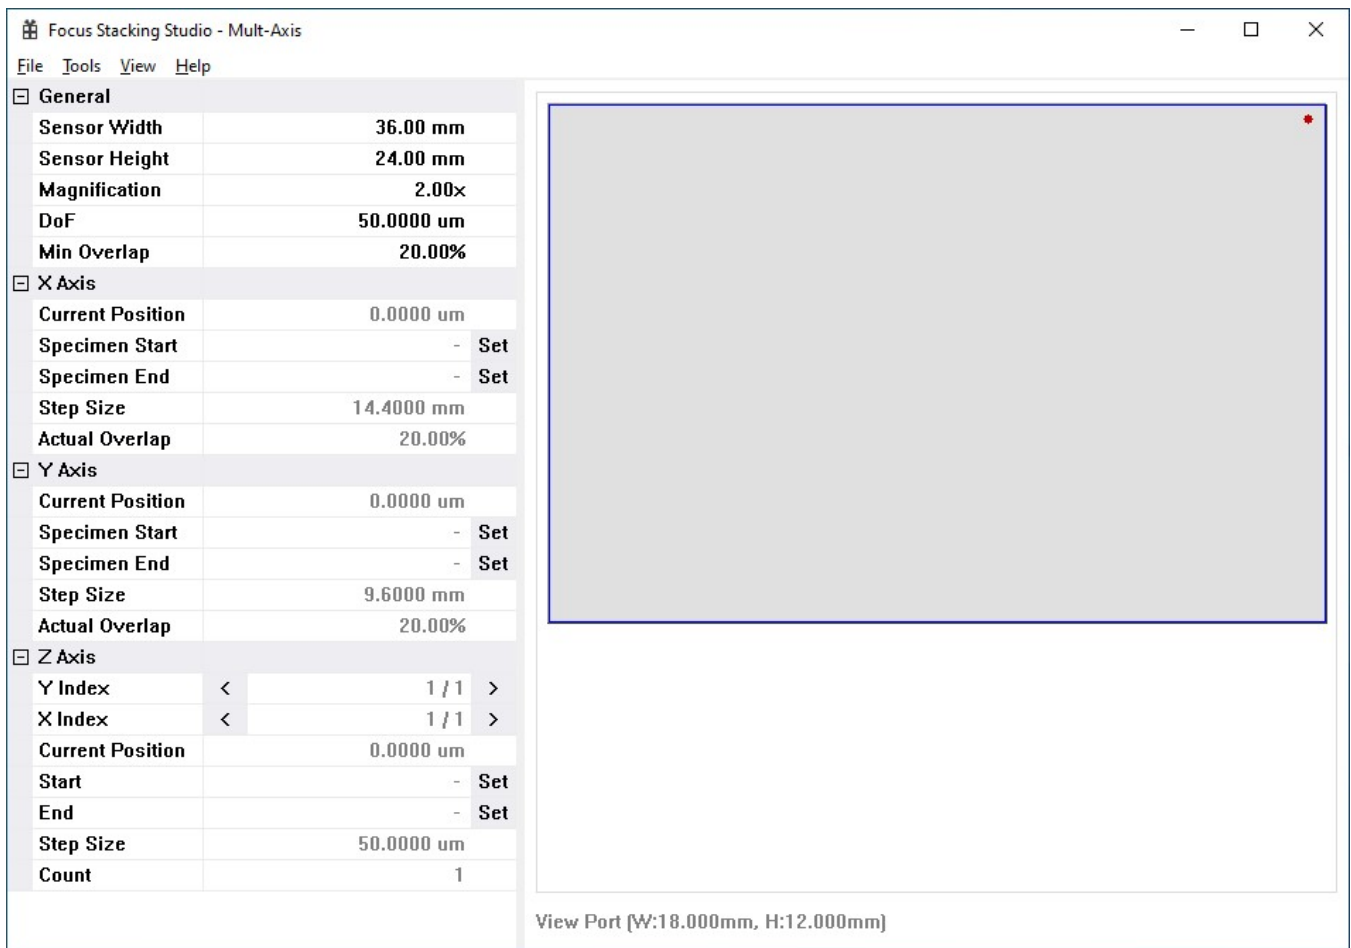 Focus Stacking Studio - Mult-Axis
File Tools View Help
General
Sensor Width 36.00 mm
Sensor Height 24.00 mm
Magnification 2.00x
DoF 50.0000 um
Min Overlap 20.00%
X Axis
Current Position 0.0000 um
Specimen Start - Set
Specimen End - Set
Step Size 14.4000 mm
Actual Overlap 20.00%
Y Axis
Current Position 0.0000 um
Specimen Start - Set
Specimen End - Set
Step Size 9.6000 mm
Actual Overlap 20.00%
Z Axis
Y Index < 1 / 1 >
X Index < 1 / 1 >
Current Position 0.0000 um
Start - Set
End - Set
Step Size 50.0000 um
Count 1
View Port (W:18.000mm, H:12.000mm)